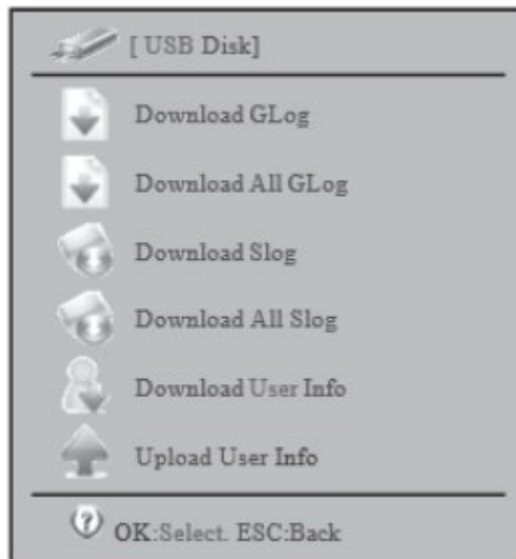 [ USB Disk]
Download GLog
Download All GLog
Download Slog
Download All Slog
Download User Info
Upload User Info
OK:Select. ESC:Back